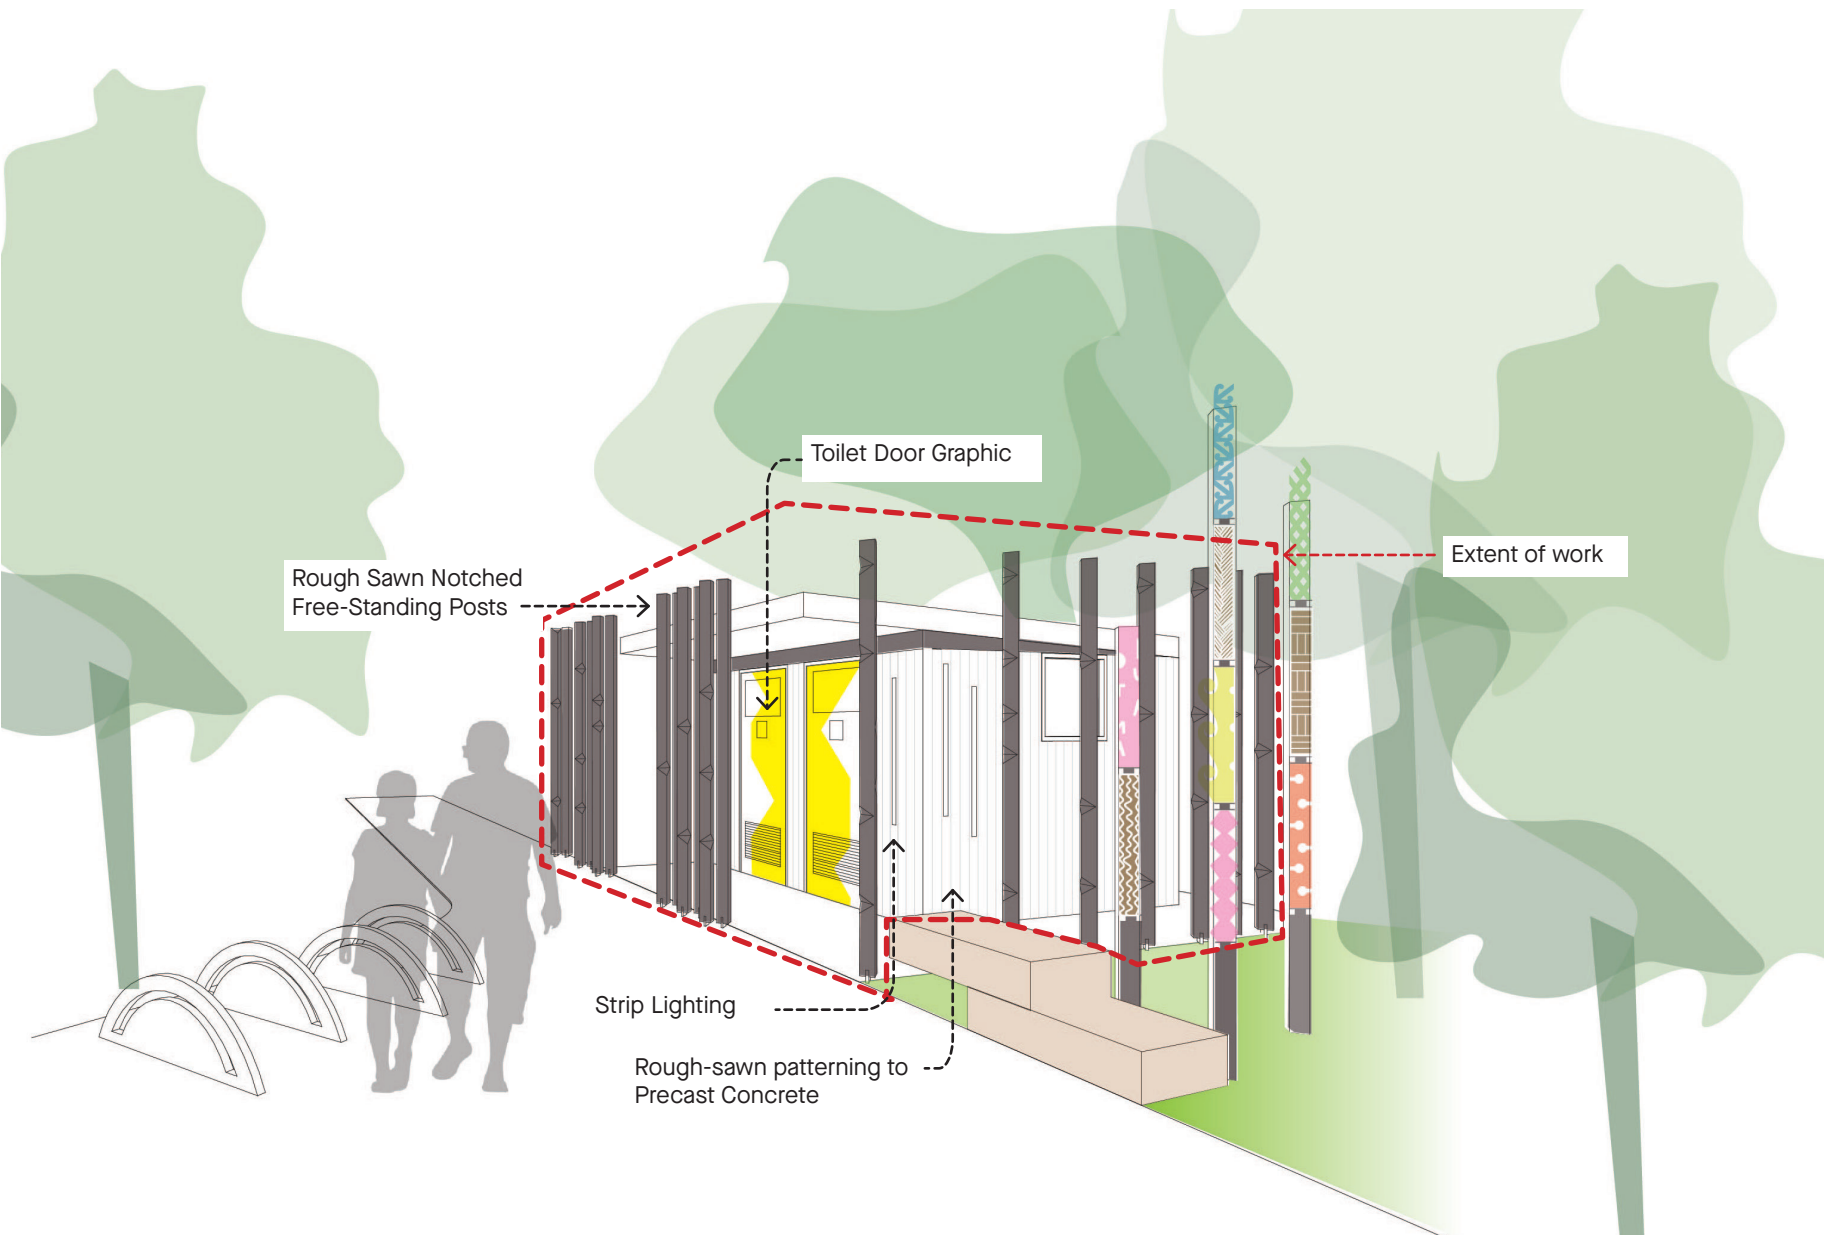 Toilet Door Graphic
Extent of work
Rough Sawn Notched
Free-Standing Posts
Strip Lighting
Rough-sawn patterning to
Precast Concrete